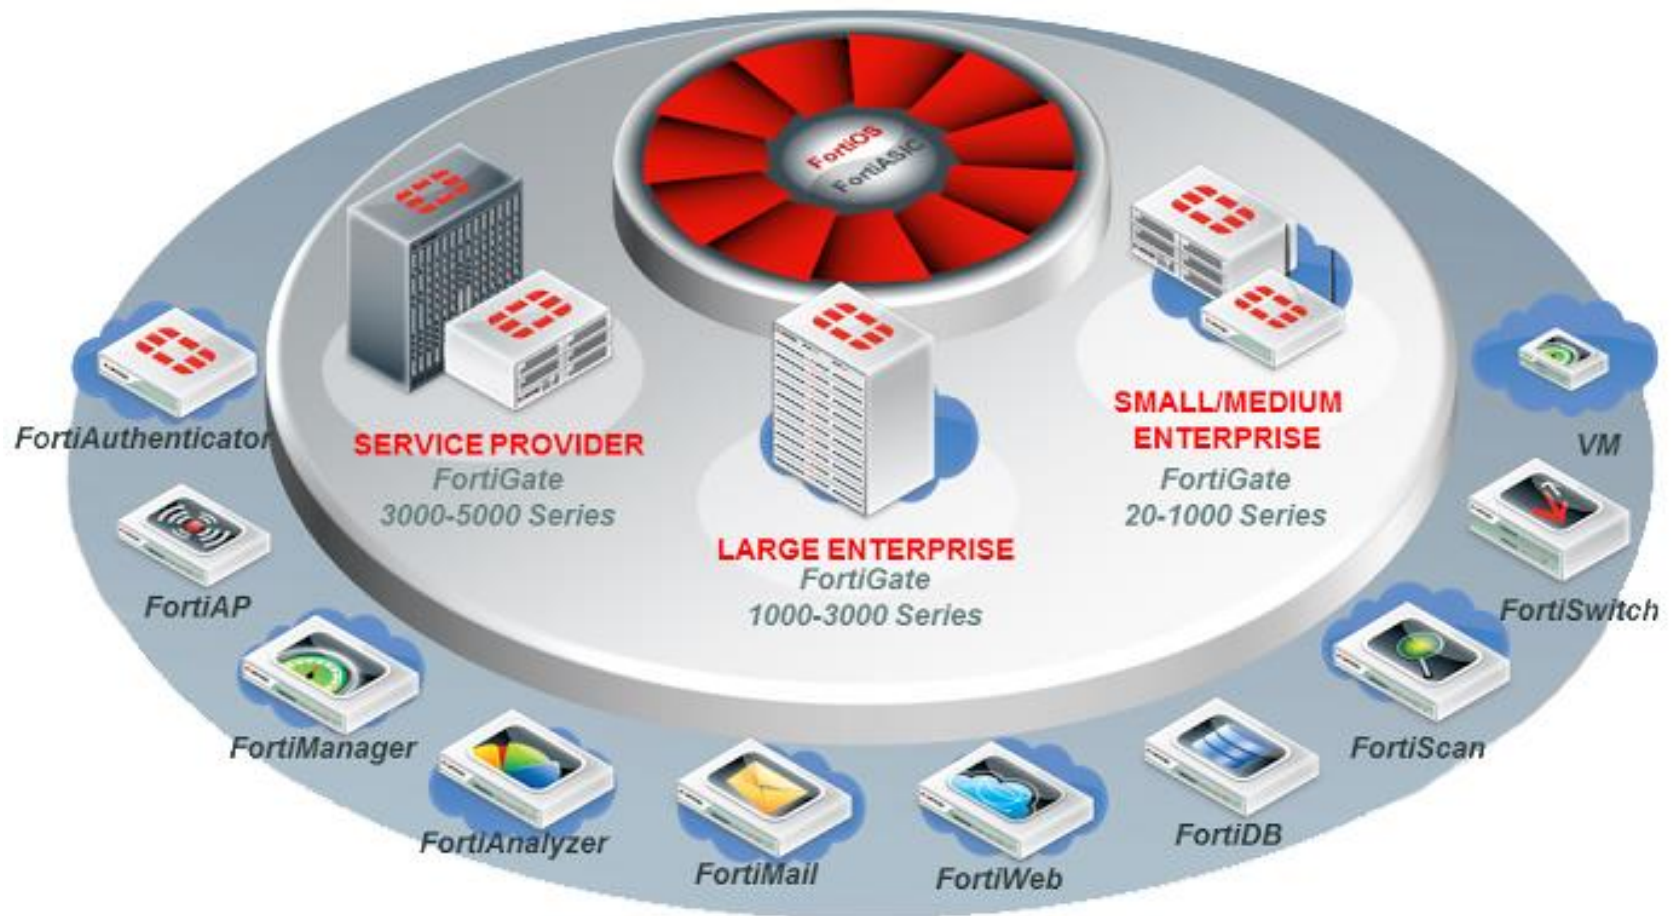 FortiOS
FortiASIC
SERVICE PROVIDER
FortiGate
3000-5000 Series
LARGE ENTERPRISE
FortiGate
1000-3000 Series
SMALL/MEDIUM
ENTERPRISE
FortiGate
20-1000 Series
FortiAuthenticator
FortiAP
FortiManager
FortiAnalyzer
FortiMail
FortiWeb
FortiDB
FortiScan
FortiSwitch
VM